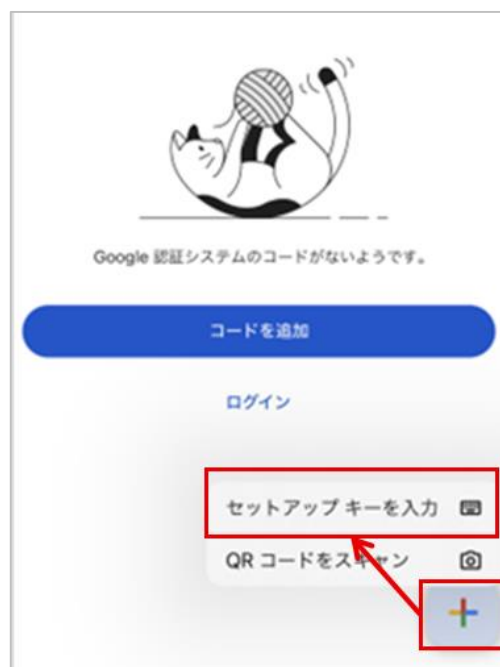 Google 認証システムのコードがないようです。
コードを追加
ログイン
セットアップ キーを入力
QR コードをスキャン